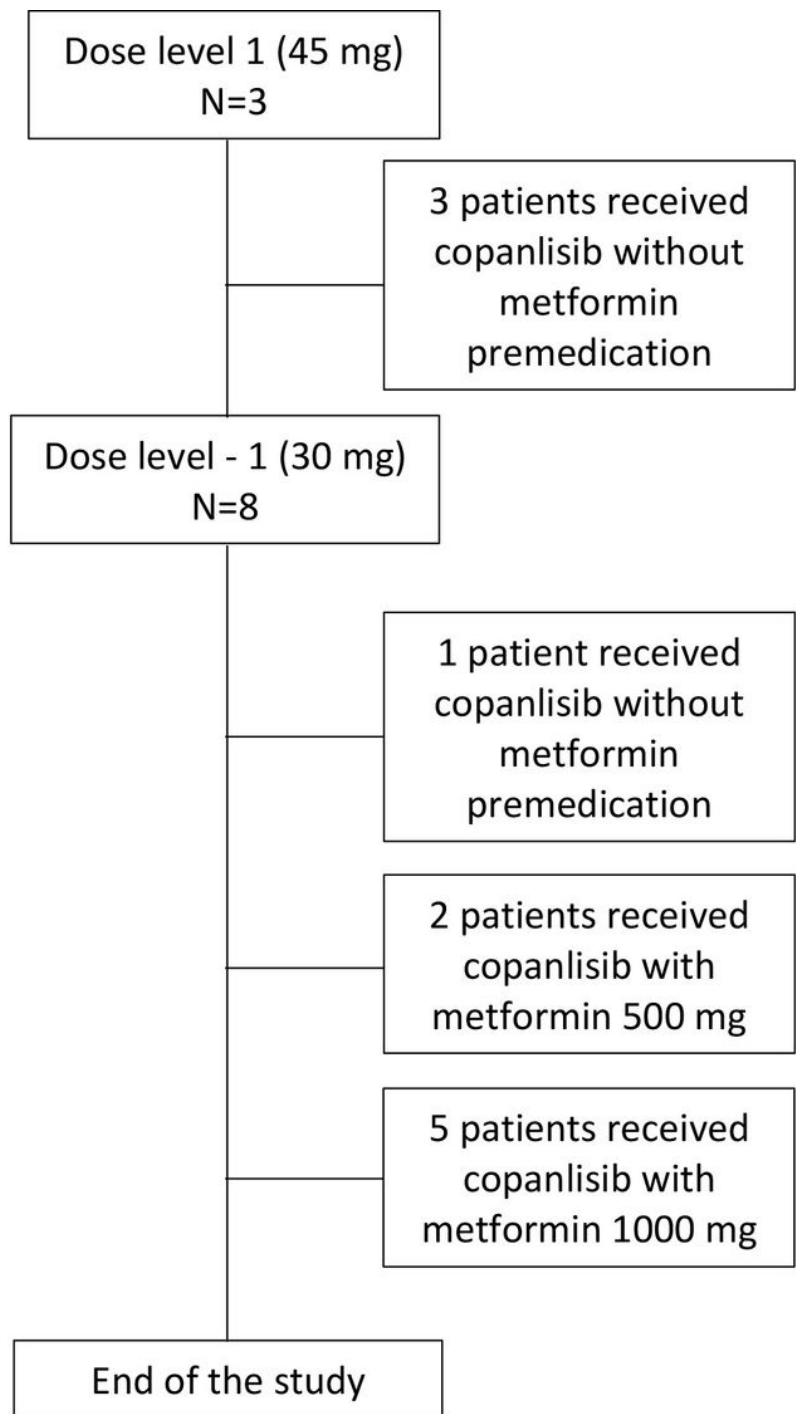 Dose level 1 (45 mg)
N=3
3 patients received
copanlisib without
metformin
premedication
Dose level - 1 (30 mg)
N=8
1 patient received
copanlisib without
metformin
premedication
2 patients received
copanlisib with
metformin 500 mg
5 patients received
copanlisib with
metformin 1000 mg
End of the study